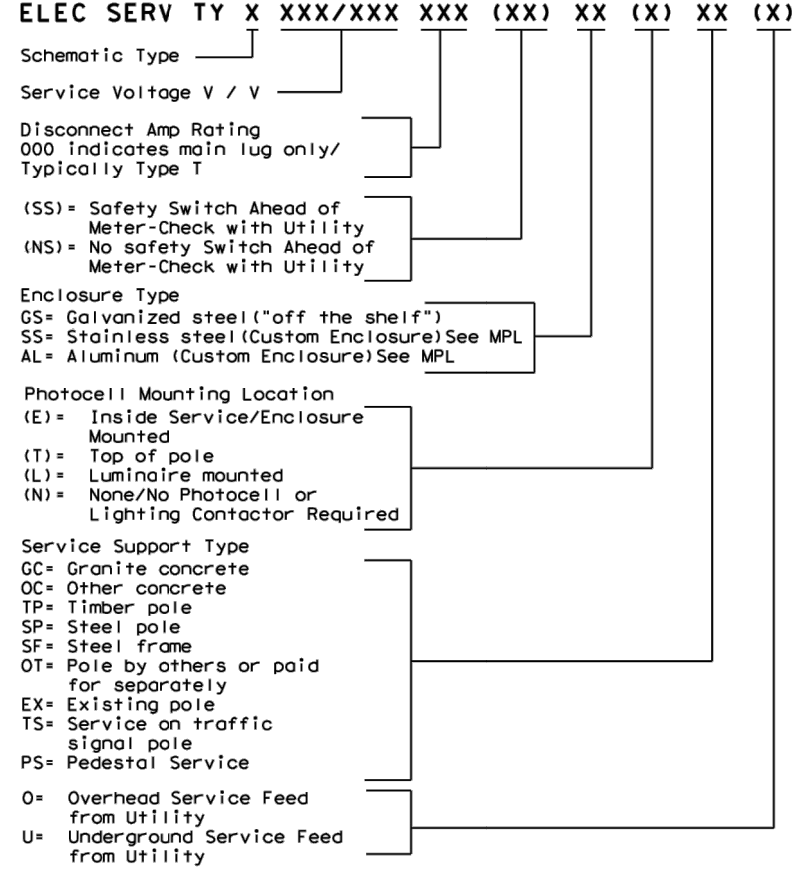 ELEC SERV TY X XXX/XXX XXX (XX) XX (X) XX (X)
Schematic Type
Service Voltage V / V
Disconnect Amp Rating
000 indicates main lug only/
Typically Type T
(SS)= Safety Switch Ahead of
Meter-Check with Utility
(NS)= No safety Switch Ahead of
Meter-Check with Utility
Enclosure Type
GS= Galvanized steel("off the shelf")
SS= Stainless steel(Custom Enclosure)See MPL
AL= Aluminum (Custom Enclosure)See MPL
Photocell Mounting Location
(E)= Inside Service/Enclosure
Mounted
(T)= Top of pole
(L)= Luminaire mounted
(N)= None/No Photocell or
Lighting Contactor Required
Service Support Type
GC= Granite concrete
OC= Other concrete
TP= Timber pole
SP= Steel pole
SF= Steel frame
OT= Pole by others or paid
for separately
EX= Existing pole
TS= Service on traffic
signal pole
PS= Pedestal Service
O= Overhead Service Feed
from Utility
U= Underground Service Feed
from Utility